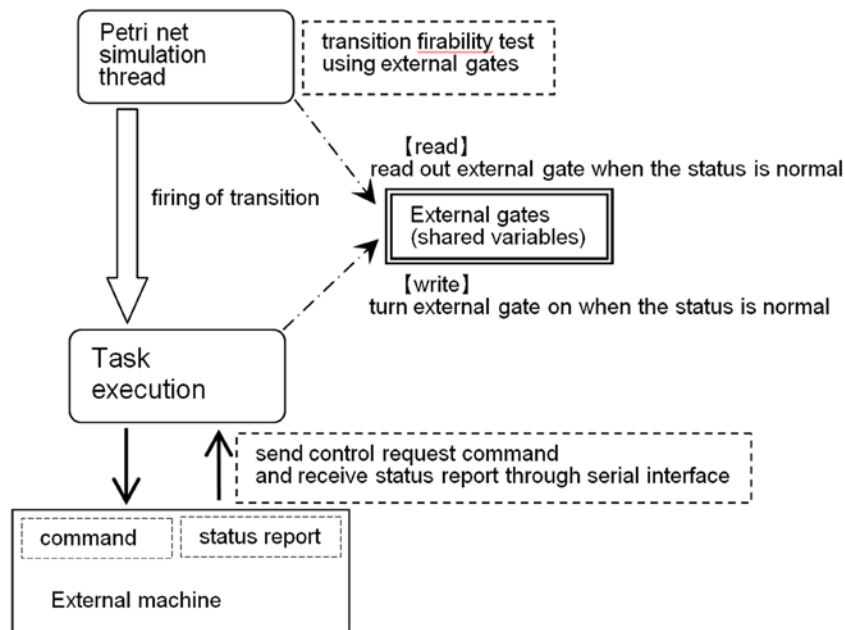 Petri net
simulation
thread
transition firability test
using external gates
【read】
read out external gate when the status is normal
firing of transition
External gates
(shared variables)
【write】
turn external gate on when the status is normal
Task
execution
send control request command
and receive status report through serial interface
command
status report
External machine